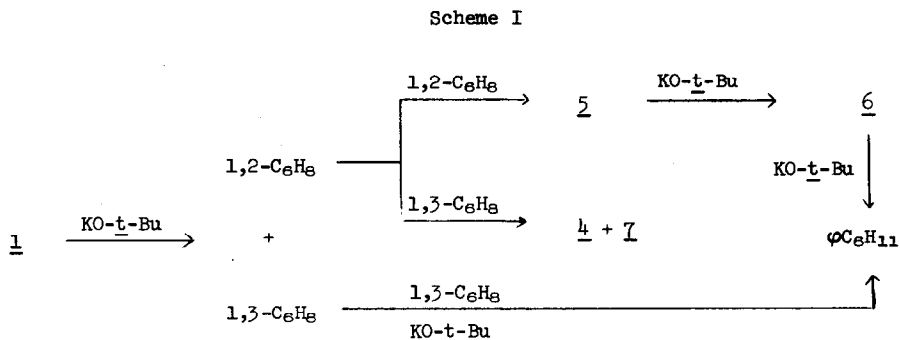 Scheme I
1,2-C6H8
KO-t-Bu
5
6
1,2-C6H8
KO-t-Bu
1,3-C6H8
KO-t-Bu
1
+
4 + 7
φC6H11
1,3-C6H8
1,3-C6H8
KO-t-Bu